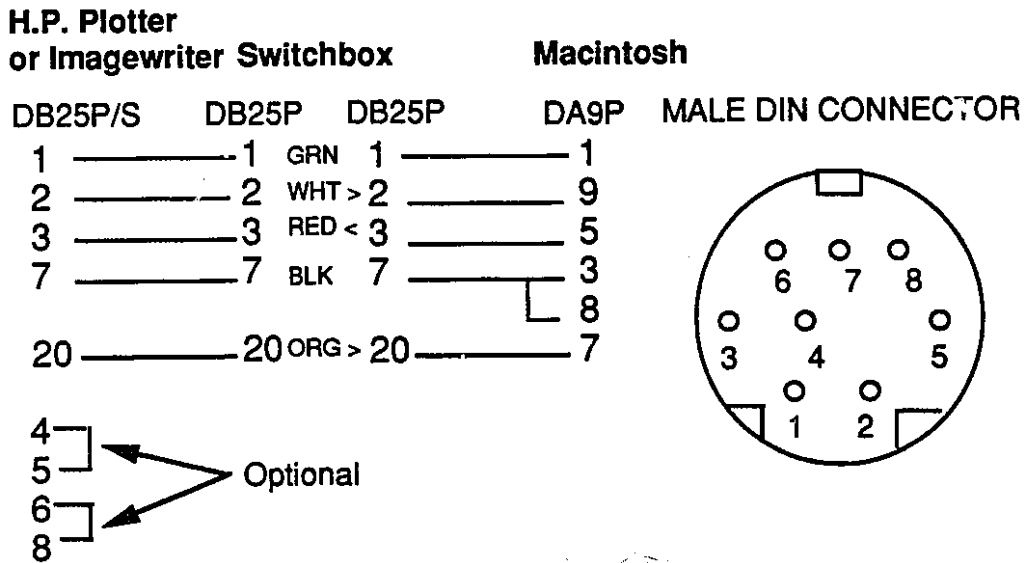 H.P. Plotter
or Imagewriter Switchbox Macintosh
DB25P/S DB25P DB25P DA9P MALE DIN CONNECTOR
1 1 GRN 1 1
2 2 WHT > 2 9
3 3 RED < 3 5
7 7 BLK 7 3
8
20 20 ORG > 20 7
4
5
Optional
6
8
6 7 8
3 4 5
1 2